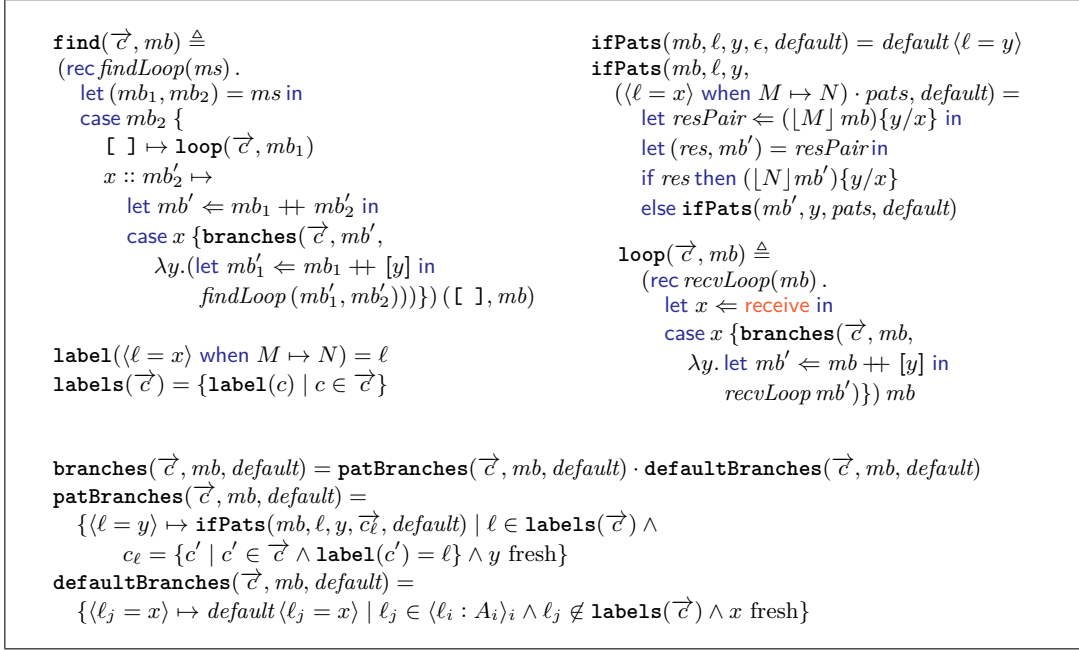 find(c⃗, mb) ≜
(rec findLoop(ms) .
let (mb₁, mb₂) = ms in
case mb₂ {
[ ] ↦ loop(c⃗, mb₁)
x :: mb′₂ ↦
let mb′ ⇐ mb₁ ++ mb′₂ in
case x {branches(c⃗, mb′,
λy.(let mb′₁ ⇐ mb₁ ++ [y] in
findLoop (mb′₁, mb′₂)))}) ([ ], mb)
label(⟨ℓ = x⟩ when M ↦ N) = ℓ
labels(c⃗) = {label(c) | c ∈ c⃗}
ifPats(mb, ℓ, y, ϵ, default) = default ⟨ℓ = y⟩
ifPats(mb, ℓ, y,
(⟨ℓ = x⟩ when M ↦ N) · pats, default) =
let resPair ⇐ (⌊M⌋ mb){y/x} in
let (res, mb′) = resPair in
if res then (⌊N⌋ mb′){y/x}
else ifPats(mb′, y, pats, default)
loop(c⃗, mb) ≜
(rec recvLoop(mb) .
let x ⇐ receive in
case x {branches(c⃗, mb,
λy. let mb′ ⇐ mb ++ [y] in
recvLoop mb′)}) mb
branches(c⃗, mb, default) = patBranches(c⃗, mb, default) · defaultBranches(c⃗, mb, default)
patBranches(c⃗, mb, default) =
{⟨ℓ = y⟩ ↦ ifPats(mb, ℓ, y, c⃗_ℓ, default) | ℓ ∈ labels(c⃗) ∧
c_ℓ = {c′ | c′ ∈ c⃗ ∧ label(c′) = ℓ} ∧ y fresh}
defaultBranches(c⃗, mb, default) =
{⟨ℓⱼ = x⟩ ↦ default ⟨ℓⱼ = x⟩ | ℓⱼ ∈ ⟨ℓᵢ : Aᵢ⟩ᵢ ∧ ℓⱼ ∉ labels(c⃗) ∧ x fresh}